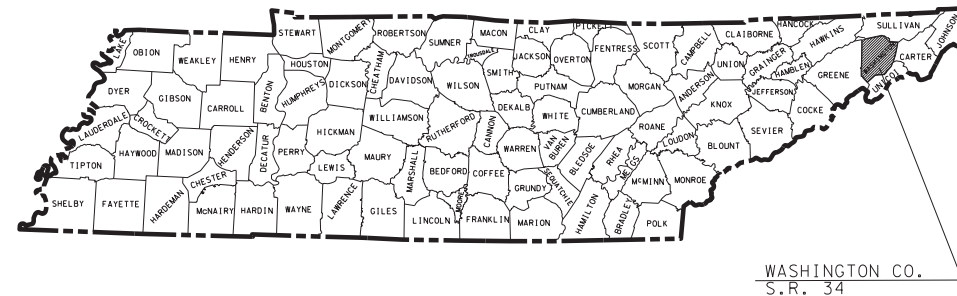 LAKE
OBION
WEAKLEY
HENRY
STEWART
MONTGOMERY
ROBERTSON
SUMNER
MACON
CLAY
PICKETT
FENTRESS
SCOTT
CAMPBELL
CLAIBORNE
HANCOCK
HAWKINS
SULLIVAN
JOHNSON
DYER
GIBSON
CARROLL
BENTON
HOUSTON
HUMPHREYS
DICKSON
CHEATHAM
DAVIDSON
WILSON
TROUSDALE
SMITH
JACKSON
OVERTON
PUTNAM
MORGAN
ANDERSON
UNION
GRAINGER
HAMBLEN
GREENE
UNICOI
CARTER
LAUDERDALE
CROCKETT
HAYWOOD
MADISON
HENDERSON
DECATUR
PERRY
HICKMAN
WILLIAMSON
RUTHERFORD
CANNON
DEKALB
WHITE
CUMBERLAND
ROANE
LOUDON
KNOX
JEFFERSON
COCKE
SEVIER
BLOUNT
TIPTON
CHESTER
LEWIS
MAURY
MARSHALL
BEDFORD
COFFEE
WARREN
VAN
BUREN
BLEDSOE
RHEA
MEIGS
McMINN
MONROE
SHELBY
FAYETTE
HARDEMAN
McNAIRY
HARDIN
WAYNE
LAWRENCE
GILES
LINCOLN
MOORE
FRANKLIN
GRUNDY
SEQUATCHIE
MARION
HAMILTON
BRADLEY
POLK
WASHINGTON CO.
S.R. 34